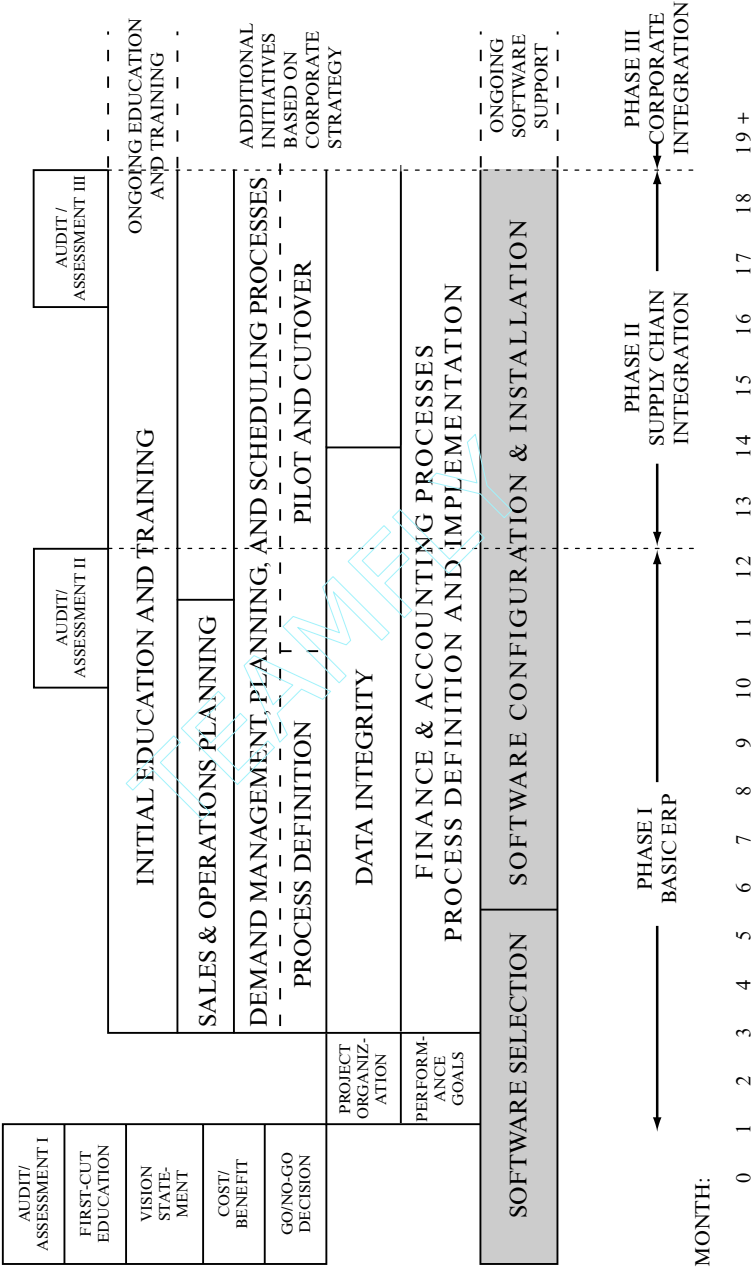 AUDIT/
ASSESSMENT I
FIRST-CUT
EDUCATION
VISION
STATE-
MENT
COST/
BENEFIT
GO/NO-GO
DECISION
AUDIT/
ASSESSMENT II
AUDIT /
ASSESSMENT III
INITIAL EDUCATION AND TRAINING
ONGOING EDUCATION
AND TRAINING
SALES & OPERATIONS PLANNING
DEMAND MANAGEMENT, PLANNING, AND SCHEDULING PROCESSES
PROCESS DEFINITION
PILOT AND CUTOVER
ADDITIONAL
INITIATIVES
BASED ON
CORPORATE
STRATEGY
PROJECT
ORGANIZ-
ATION
DATA INTEGRITY
PERFORM-
ANCE
GOALS
FINANCE & ACCOUNTING PROCESSES
PROCESS DEFINITION AND IMPLEMENTATION
SOFTWARE SELECTION
SOFTWARE CONFIGURATION & INSTALLATION
ONGOING
SOFTWARE
SUPPORT
PHASE I
BASIC ERP
PHASE II
SUPPLY CHAIN
INTEGRATION
PHASE III
CORPORATE
INTEGRATION
MONTH:
0 1 2 3 4 5 6 7 8 9 10 11 12 13 14 15 16 17 18 19 +
TEAMFLY